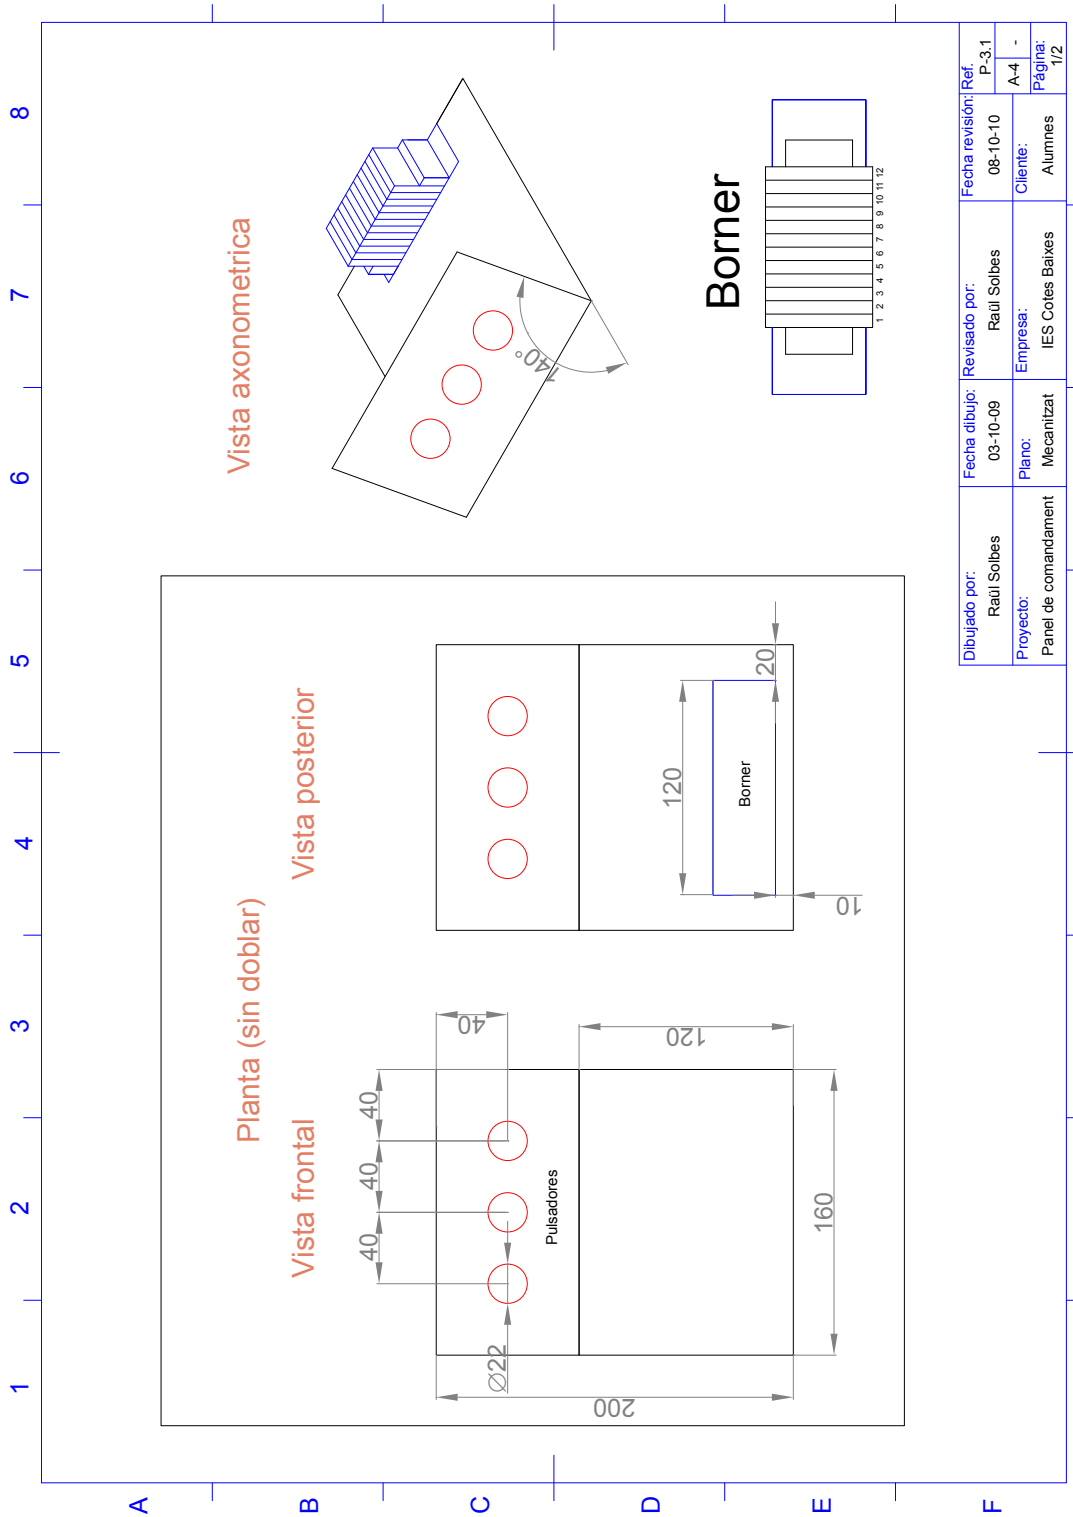 1 2 3 4 5 6 7 8
A
B
C
D
E
F
Planta (sin doblar)
Vista frontal
Vista posterior
Vista axonometrica
40 40 40
40
Ø22
Pulsadores
200
120
160
120
Borner
20
10
140°
Borner
1 2 3 4 5 6 7 8 9 10 11 12
Dibujado por:
Raül Solbes
Fecha dibujo:
03-10-09
Revisado por:
Raül Solbes
Fecha revisión:
08-10-10
Ref.
P-3.1
A-4 -
Proyecto:
Panel de comandament
Plano:
Mecanitzat
Empresa:
IES Cotes Baixes
Cliente:
Alumnes
Página:
1/2